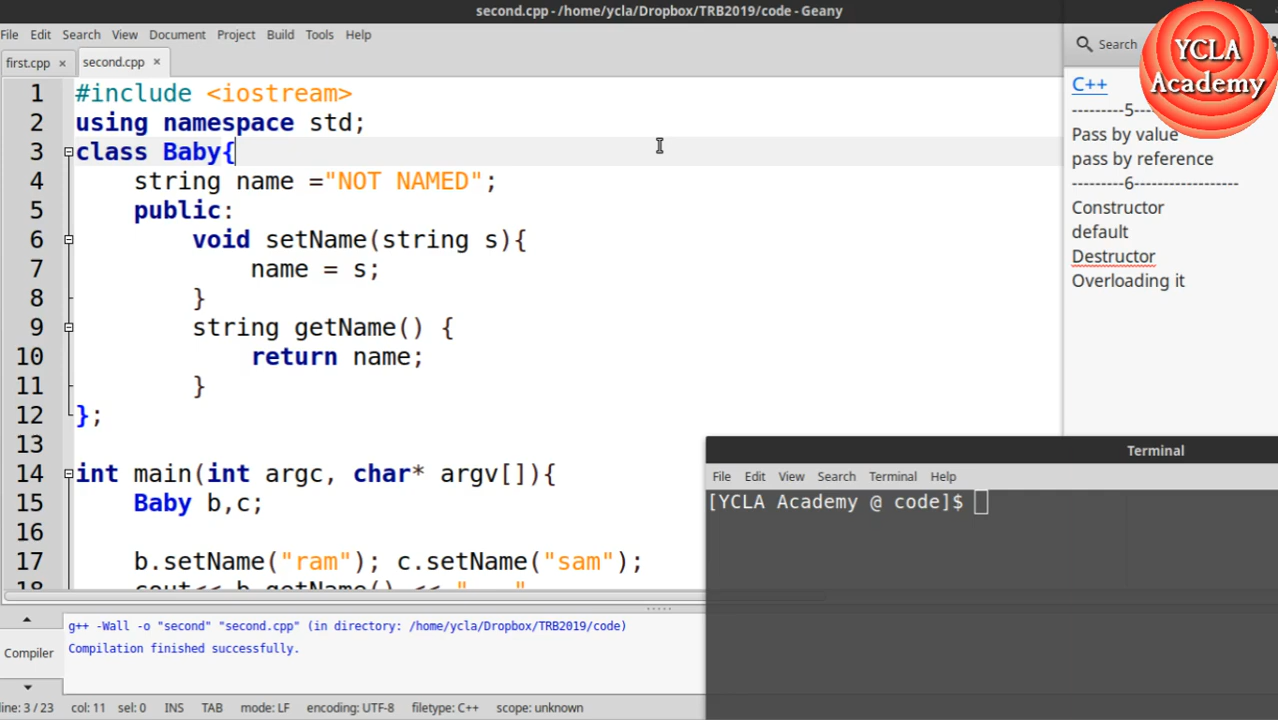 second.cpp - /home/ycla/Dropbox/TRB2019/code - Geany
File Edit Search View Document Project Build Tools Help
first.cpp × second.cpp ×
1 #include <iostream>
2 using namespace std;
3 class Baby{
4 string name ="NOT NAMED";
5 public:
6 void setName(string s){
7 name = s;
8 }
9 string getName() {
10 return name;
11 }
12 };
13
14 int main(int argc, char* argv[]){
15 Baby b,c;
16
17 b.setName("ram"); c.setName("sam");
18 cout<< b.getName() <<
Search
YCLA
Academy
C++
---------5--
Pass by value
pass by reference
---------6------------------
Constructor
default
Destructor
Overloading it
Terminal
File Edit View Search Terminal Help
[YCLA Academy @ code]$
Compiler
g++ -Wall -o "second" "second.cpp" (in directory: /home/ycla/Dropbox/TRB2019/code)
Compilation finished successfully.
line: 3 / 23 col: 11 sel: 0 INS TAB mode: LF encoding: UTF-8 filetype: C++ scope: unknown